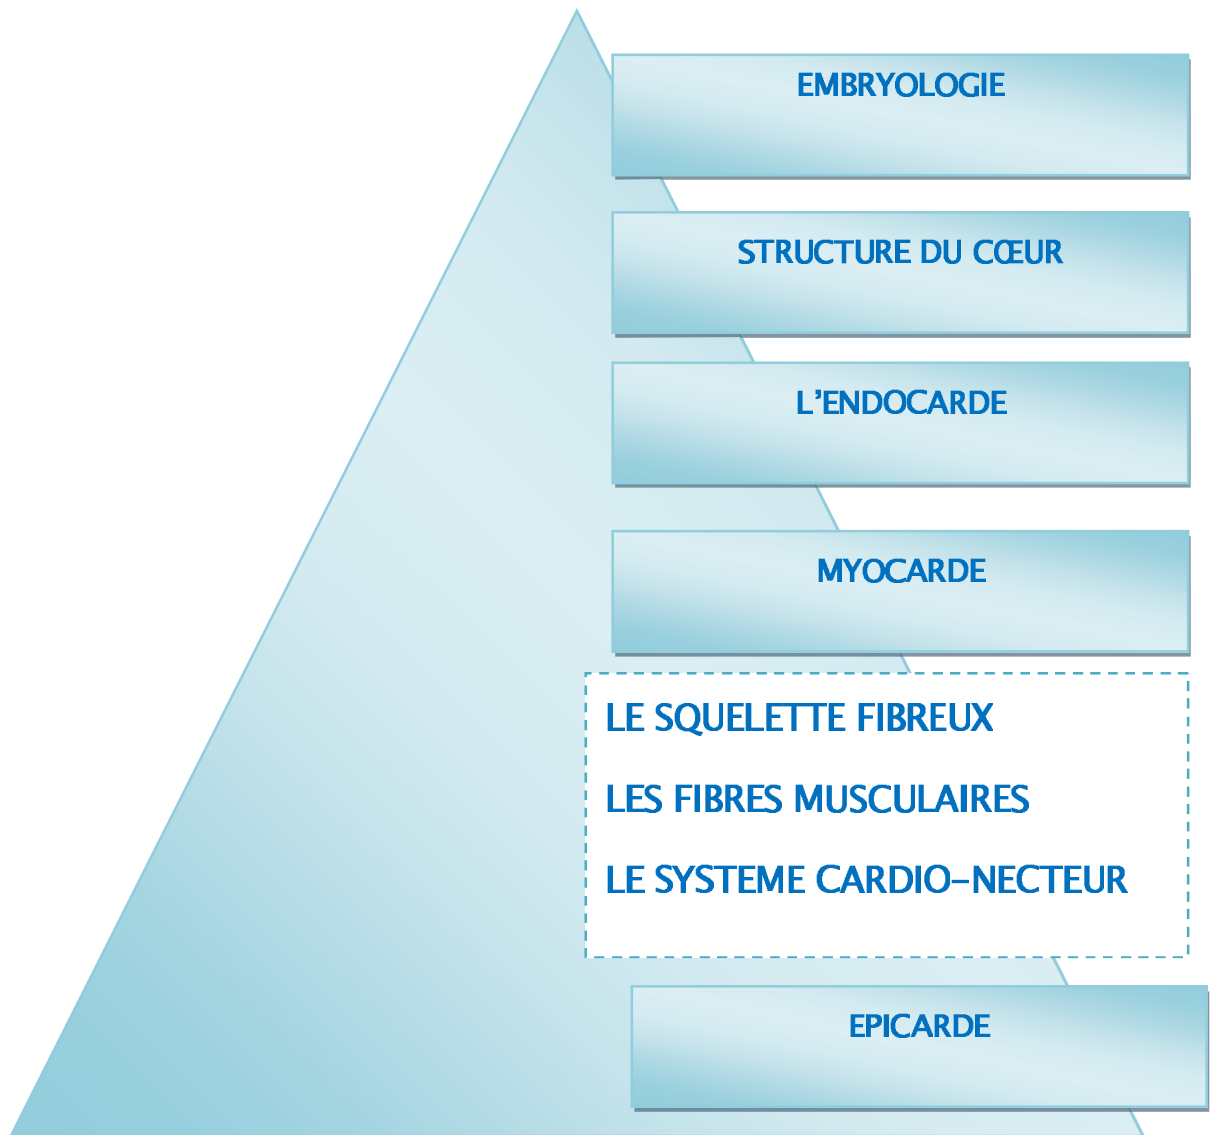 EMBRYOLOGIE
STRUCTURE DU CŒUR
L’ENDOCARDE
MYOCARDE
LE SQUELETTE FIBREUX
LES FIBRES MUSCULAIRES
LE SYSTEME CARDIO–NECTEUR
EPICARDE